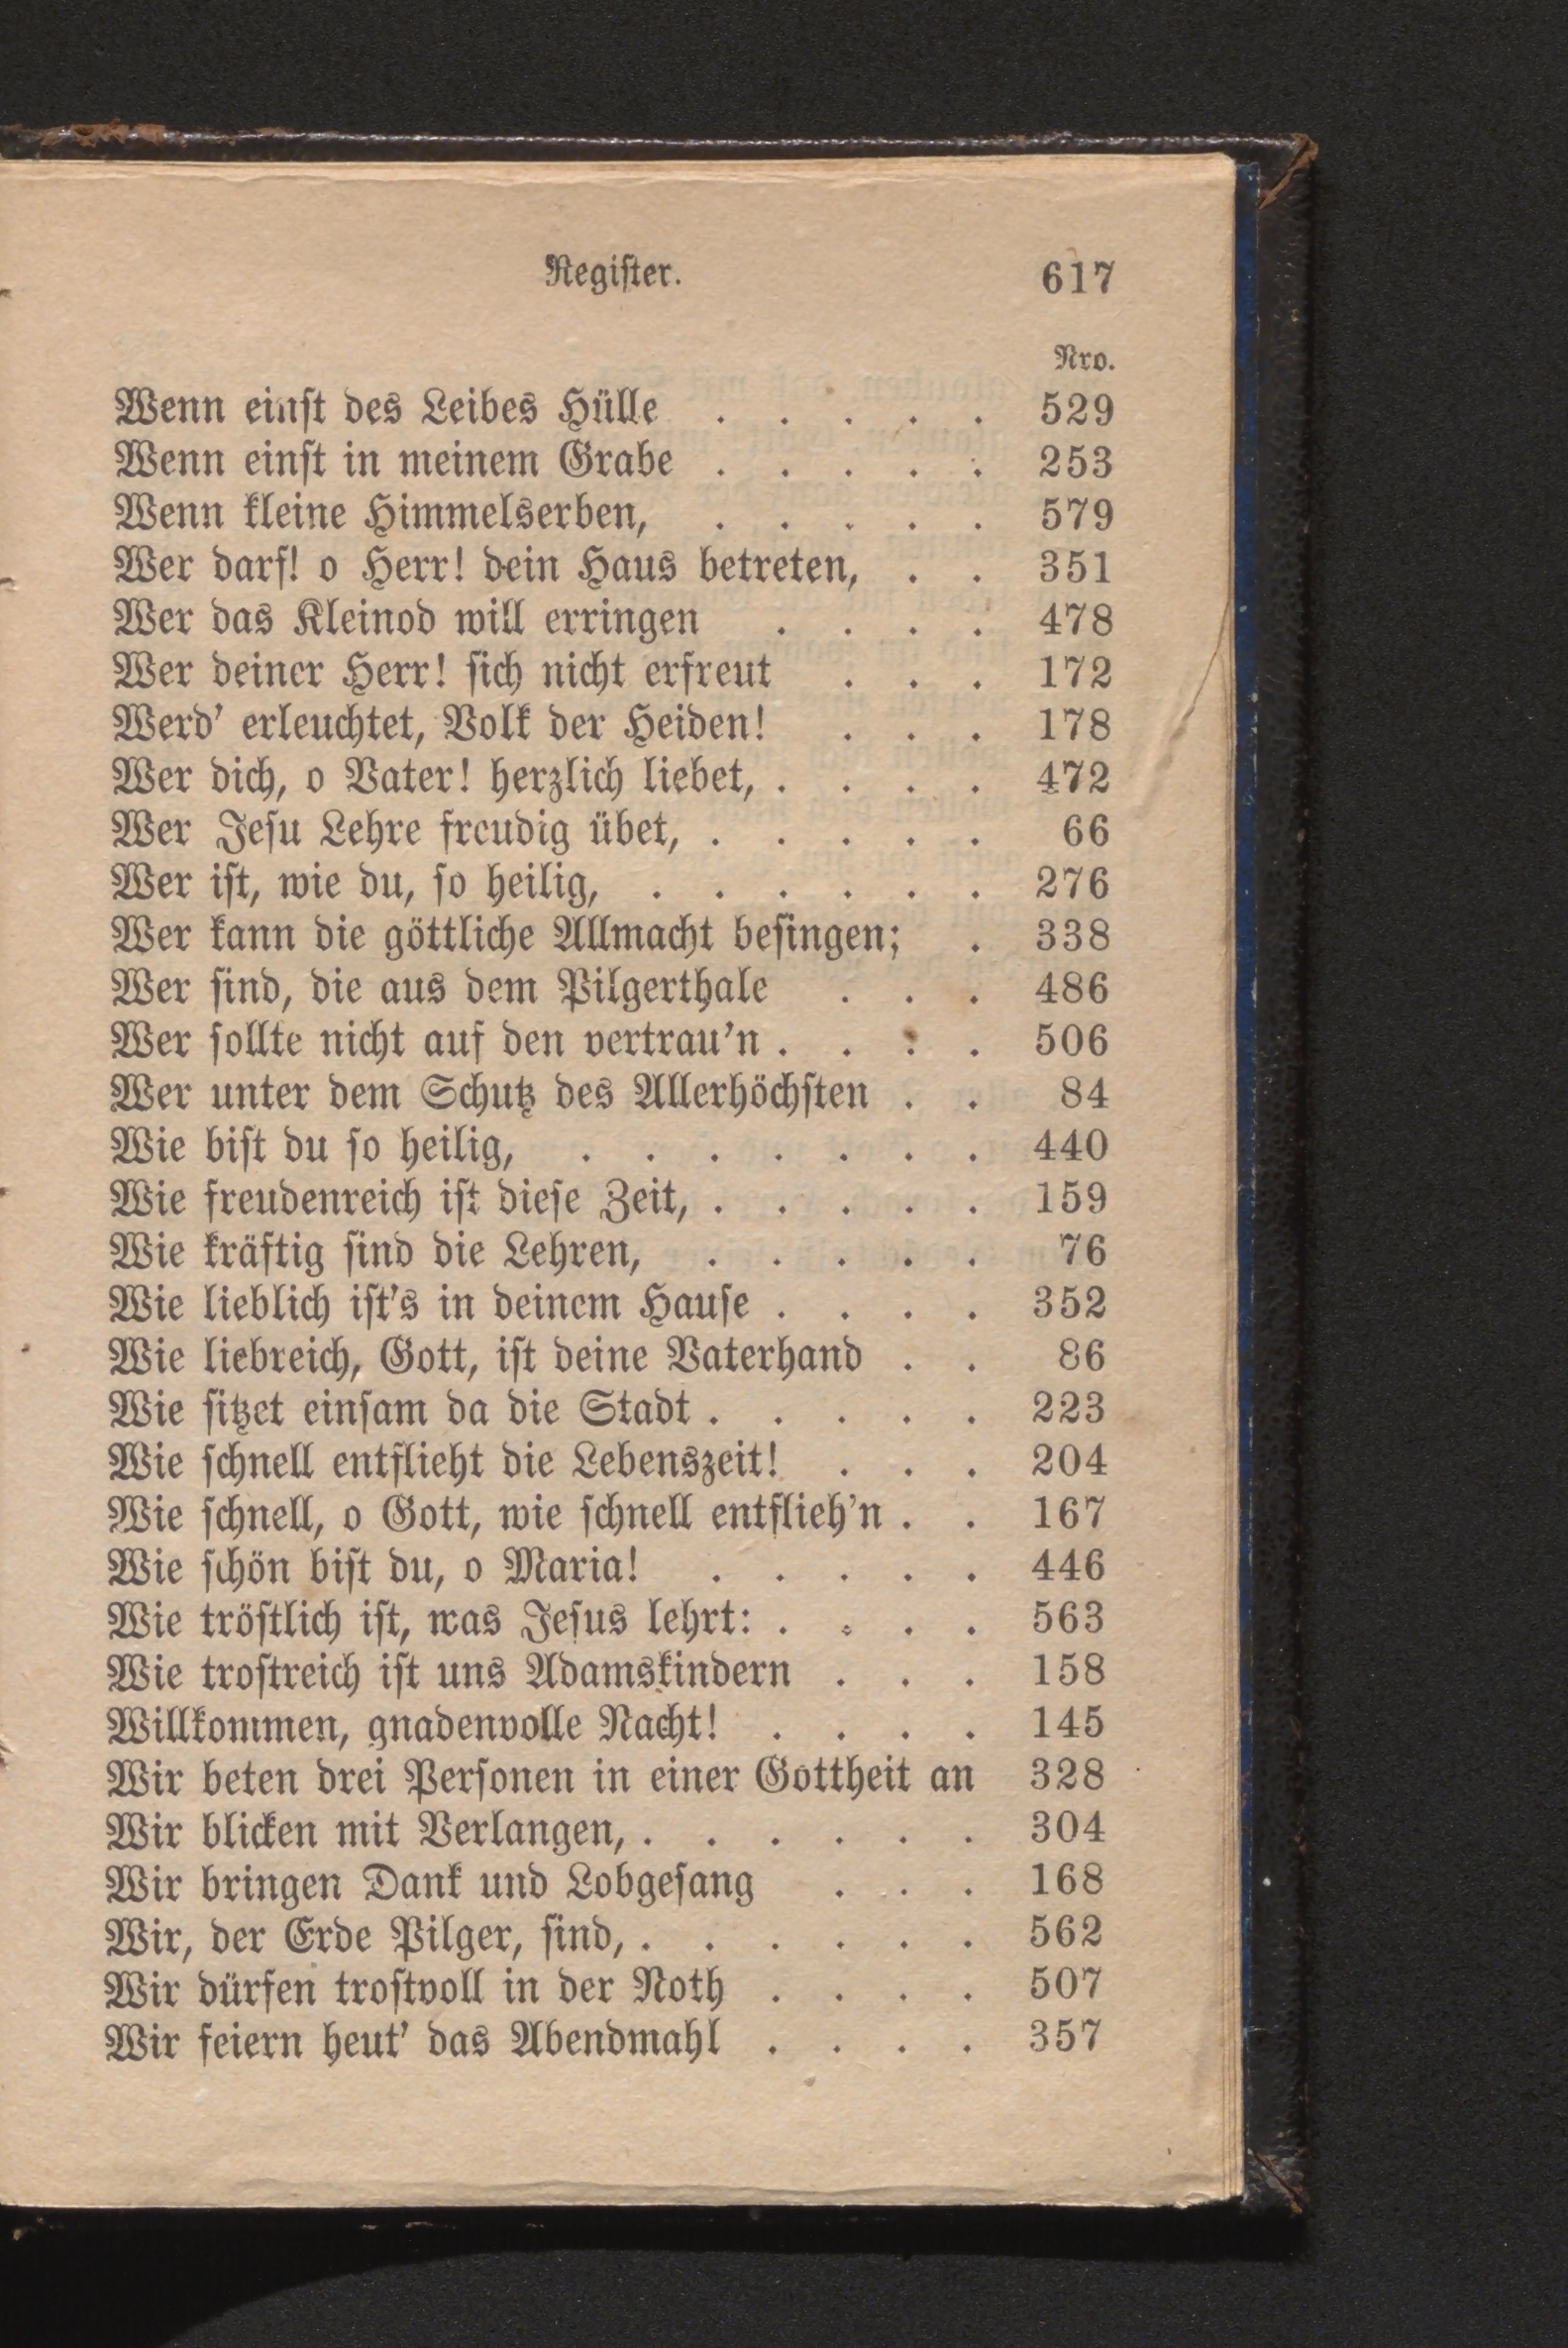 Register. 617
Nro.
Wenn einst des Leibes Hülle . . . . . 529
Wenn einst in meinem Grabe . . . . . 253
Wenn kleine Himmelserben, . . . . . 579
Wer darf! o Herr! dein Haus betreten, . . 351
Wer das Kleinod will erringen . . . . 478
Wer deiner Herr! sich nicht erfreut . . . 172
Werd' erleuchtet, Volk der Heiden! . . . 178
Wer dich, o Vater! herzlich liebet, . . . . 472
Wer Jesu Lehre freudig übet, . . . . . 66
Wer ist, wie du, so heilig, . . . . . . 276
Wer kann die göttliche Allmacht besingen; . 338
Wer sind, die aus dem Pilgerthale . . . 486
Wer sollte nicht auf den vertrau'n . . . . 506
Wer unter dem Schutz des Allerhöchsten . . 84
Wie bist du so heilig, . . . . . . . 440
Wie freudenreich ist diese Zeit, . . . . . 159
Wie kräftig sind die Lehren, . . . . . 76
Wie lieblich ist's in deinem Hause . . . . 352
Wie liebreich, Gott, ist deine Vaterhand . . 86
Wie sitzet einsam da die Stadt . . . . . 223
Wie schnell entflieht die Lebenszeit! . . . 204
Wie schnell, o Gott, wie schnell entflieh'n . . 167
Wie schön bist du, o Maria! . . . . . 446
Wie tröstlich ist, was Jesus lehrt: . . . . 563
Wie trostreich ist uns Adamskindern . . . 158
Willkommen, gnadenvolle Nacht! . . . . 145
Wir beten drei Personen in einer Gottheit an 328
Wir blicken mit Verlangen, . . . . . . 304
Wir bringen Dank und Lobgesang . . . 168
Wir, der Erde Pilger, sind, . . . . . . 562
Wir dürfen trostvoll in der Noth . . . . 507
Wir feiern heut' das Abendmahl . . . . 357